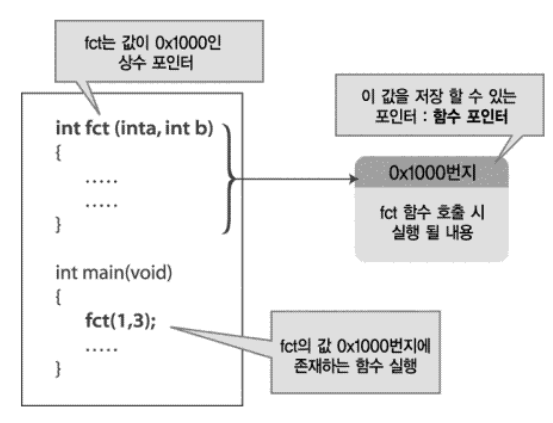 fct는 값이 0x1000인
상수 포인터
이 값을 저장 할 수 있는
포인터 : 함수 포인터
int fct (inta, int b)
{
.....
.....
}
0x1000번지
fct 함수 호출 시
실행 될 내용
int main(void)
{
fct(1,3);
.....
}
fct의 값 0x1000번지에
존재하는 함수 실행